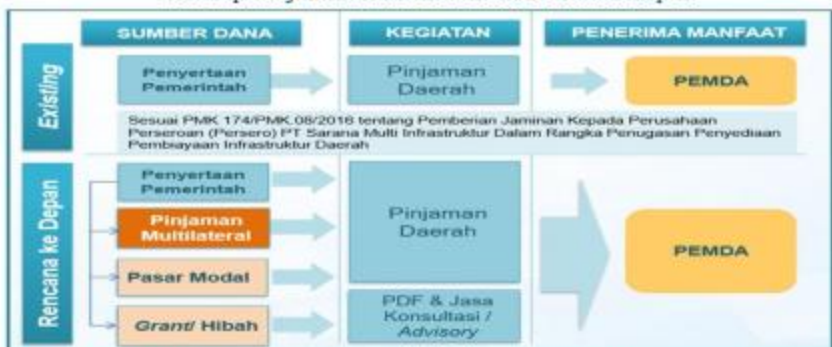 SUMBER DANA
KEGIATAN
PENERIMA MANFAAT
Existing
Penyertaan
Pemerintah
Pinjaman
Daerah
PEMDA
Sesuai PMK 174/PMK.08/2016 tentang Pemberian Jaminan Kepada Perusahaan
Perseroan (Persero) PT Sarana Multi Infrastruktur Dalam Rangka Penugasan Penyediaan
Pembiayaan Infrastruktur Daerah
Rencana ke Depan
Penyertaan
Pemerintah
Pinjaman
Multilateral
Pasar Modal
Grant/ Hibah
Pinjaman
Daerah
PDF & Jasa
Konsultasi /
Advisory
PEMDA